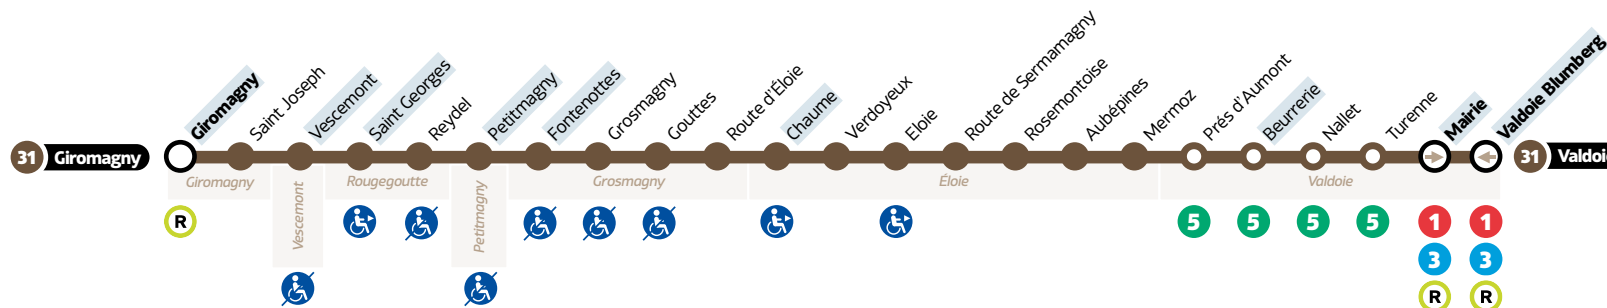 31 Giromagny
Giromagny
Saint Joseph
Vescemont
Saint Georges
Reydel
Petitmagny
Fontenottes
Grosmagny
Gouttes
Route d'Éloie
Chaume
Verdoyeux
Eloie
Route de Sermamagny
Rosemontoise
Aubépines
Mermoz
Prés d'Aumont
Beurrerie
Nallet
Turenne
Mairie
Valdoie Blumberg
31 Valdoie
Giromagny
Vescemont
Rougegoutte
Petitmagny
Grosmagny
Éloie
Valdoie
R
5
5
5
5
1
1
3
3
R
R